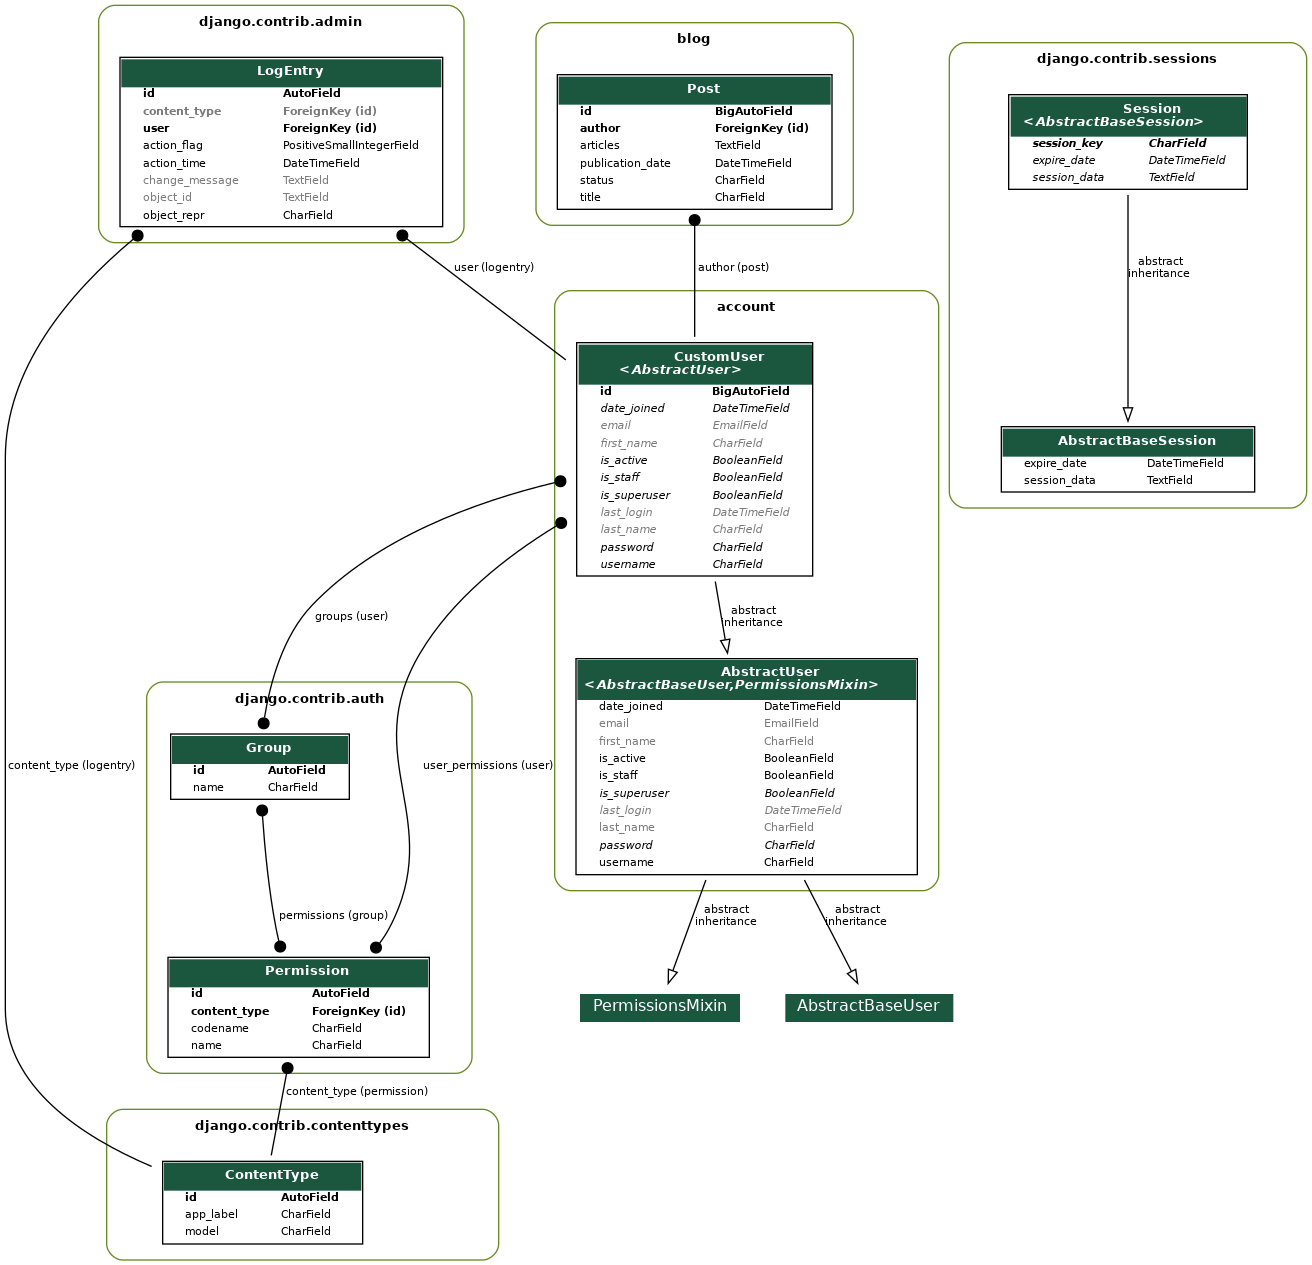 django.contrib.admin
LogEntry
id AutoField
content_type ForeignKey (id)
user ForeignKey (id)
action_flag PositiveSmallIntegerField
action_time DateTimeField
change_message TextField
object_id TextField
object_repr CharField
blog
Post
id BigAutoField
author ForeignKey (id)
articles TextField
publication_date DateTimeField
status CharField
title CharField
django.contrib.sessions
Session
<AbstractBaseSession>
session_key CharField
expire_date DateTimeField
session_data TextField
abstract
inheritance
AbstractBaseSession
expire_date DateTimeField
session_data TextField
user (logentry)
author (post)
account
CustomUser
<AbstractUser>
id BigAutoField
date_joined DateTimeField
email EmailField
first_name CharField
is_active BooleanField
is_staff BooleanField
is_superuser BooleanField
last_login DateTimeField
last_name CharField
password CharField
username CharField
abstract
inheritance
AbstractUser
<AbstractBaseUser,PermissionsMixin>
date_joined DateTimeField
email EmailField
first_name CharField
is_active BooleanField
is_staff BooleanField
is_superuser BooleanField
last_login DateTimeField
last_name CharField
password CharField
username CharField
abstract
inheritance
abstract
inheritance
PermissionsMixin
AbstractBaseUser
groups (user)
user_permissions (user)
content_type (logentry)
django.contrib.auth
Group
id AutoField
name CharField
permissions (group)
Permission
id AutoField
content_type ForeignKey (id)
codename CharField
name CharField
content_type (permission)
django.contrib.contenttypes
ContentType
id AutoField
app_label CharField
model CharField